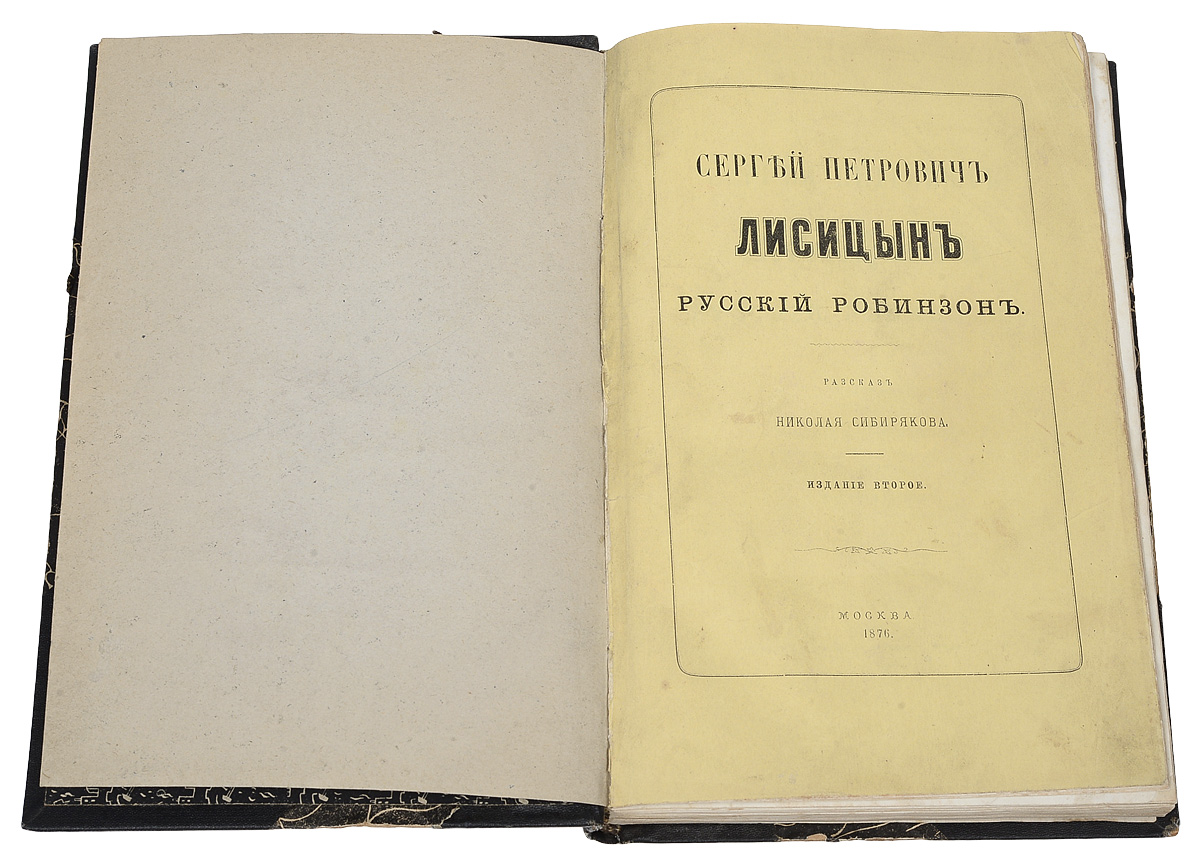 СЕРГѢЙ ПЕТРОВИЧЪ
ЛИСИЦЫНЪ
РУССКІЙ РОБИНЗОНЪ.
РАЗСКАЗЪ
НИКОЛАЯ СИБИРЯКОВА.
ИЗДАНІЕ ВТОРОЕ.
МОСКВА
1876.